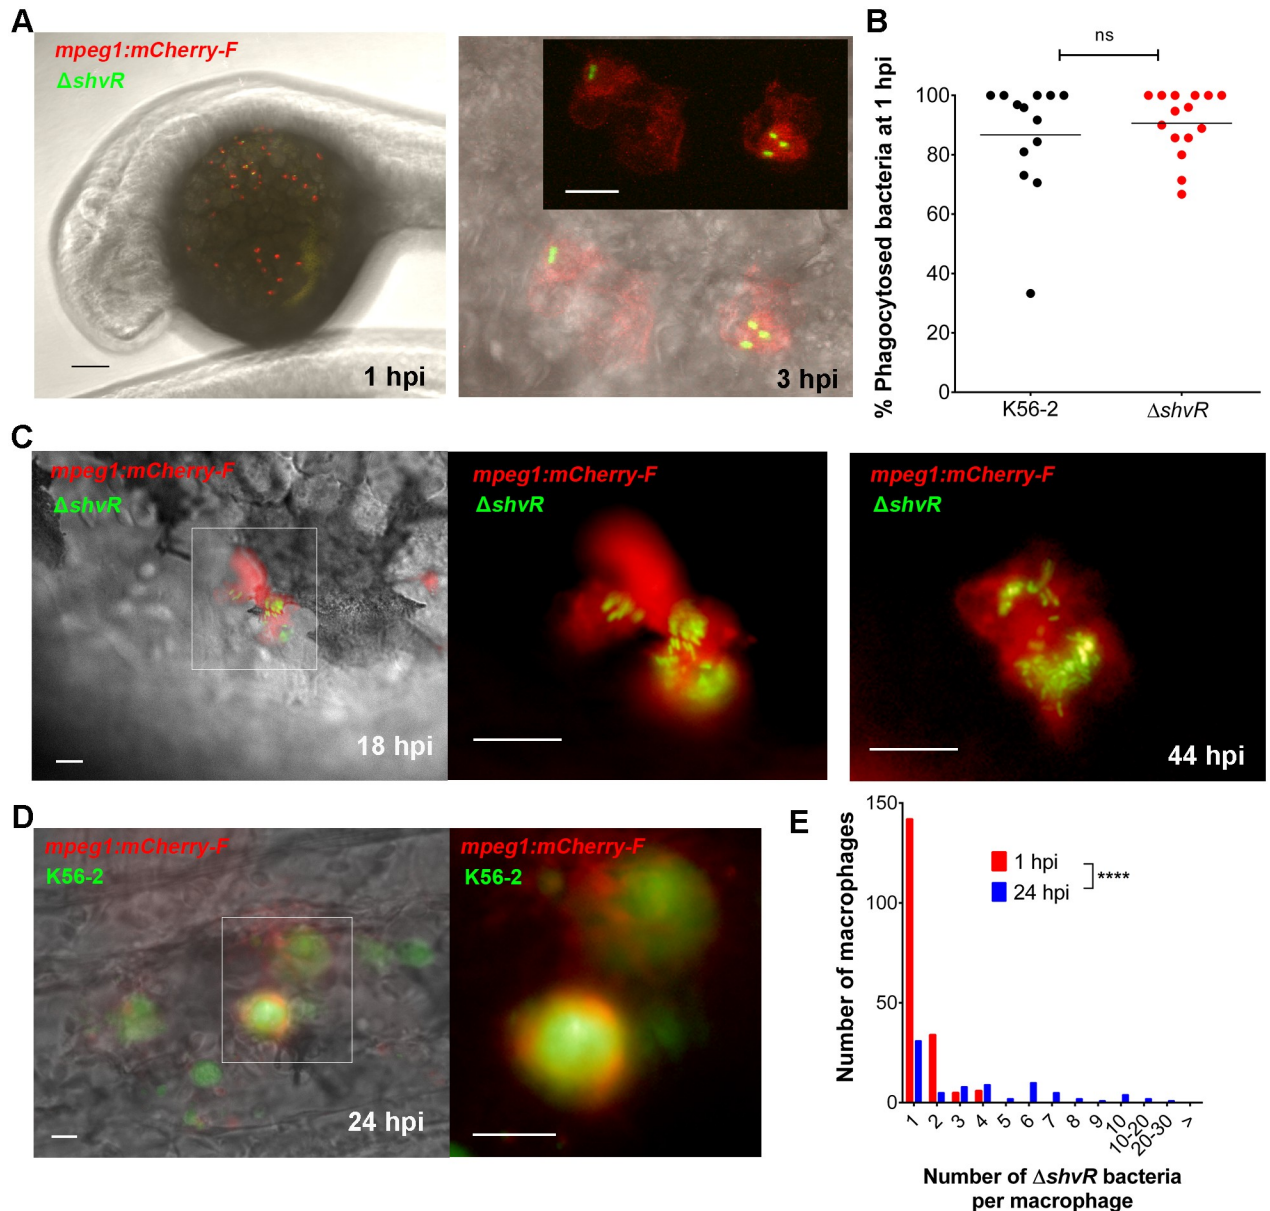 A
mpeg1:mCherry-F
ΔshvR
1 hpi
3 hpi
B
ns
% Phagocytosed bacteria at 1 hpi
100
80
60
40
20
0
K56-2
ΔshvR
C
mpeg1:mCherry-F
ΔshvR
18 hpi
mpeg1:mCherry-F
ΔshvR
mpeg1:mCherry-F
ΔshvR
44 hpi
D
mpeg1:mCherry-F
K56-2
24 hpi
mpeg1:mCherry-F
K56-2
E
Number of macrophages
150
100
50
0
1 hpi
24 hpi
****
1
2
3
4
5
6
7
8
9
10
10-20
20-30
>
Number of ΔshvR bacteria
per macrophage